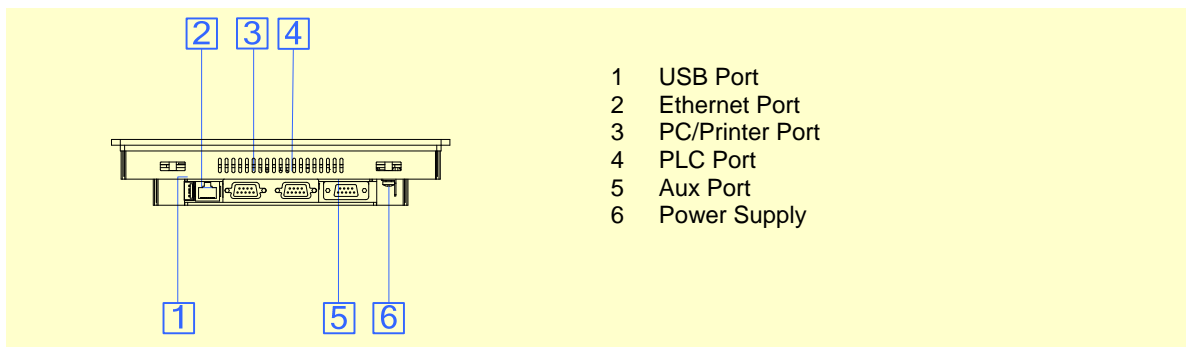 2 3 4
1 USB Port
2 Ethernet Port
3 PC/Printer Port
4 PLC Port
5 Aux Port
6 Power Supply
1 5 6